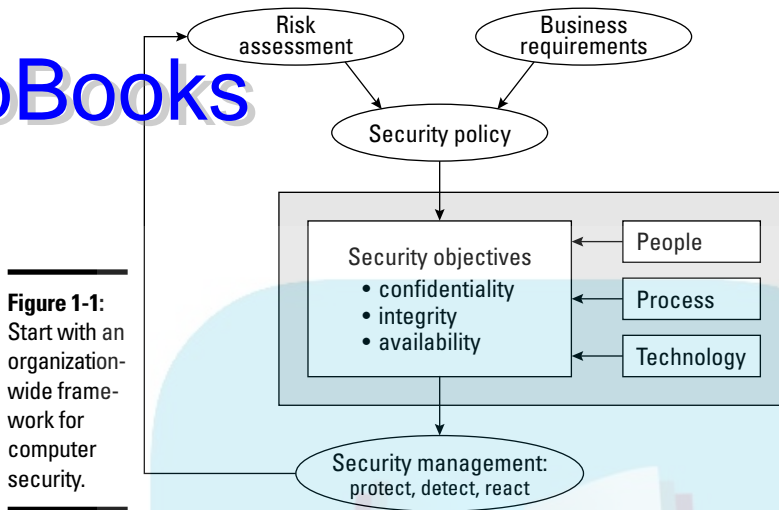 Risk
assessment
Business
requirements
oBooks
Security policy
Security objectives
• confidentiality
• integrity
• availability
People
Process
Technology
Security management:
protect, detect, react
Figure 1-1:
Start with an
organization-
wide frame-
work for
computer
security.